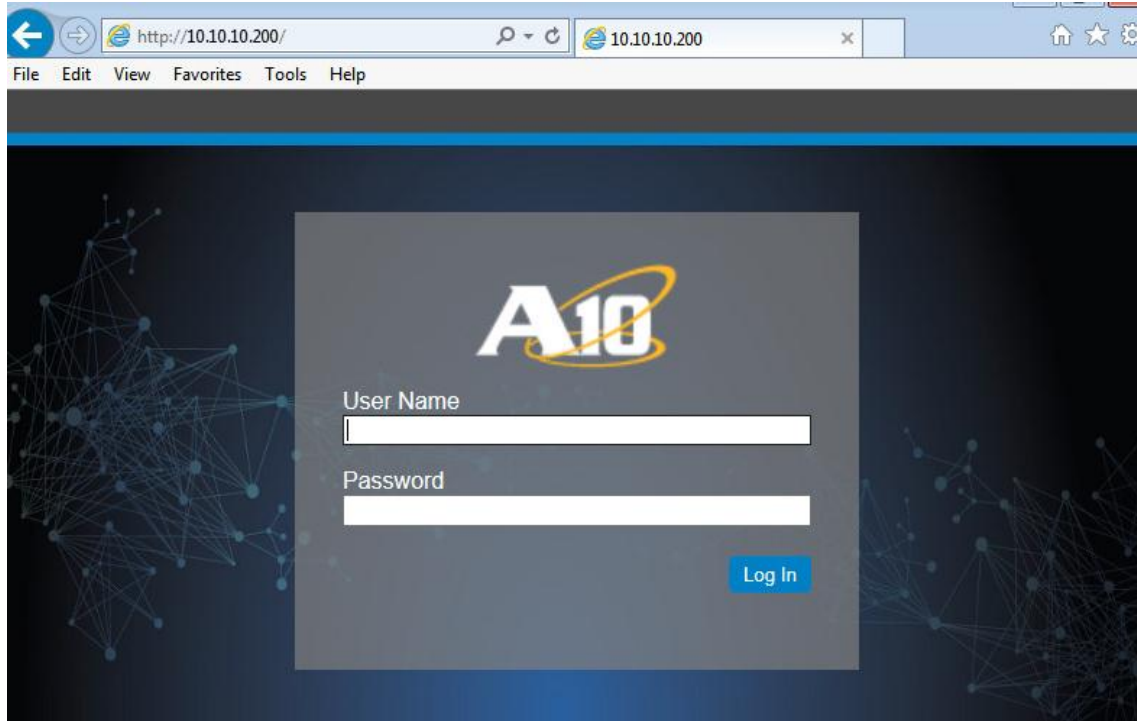 http://10.10.10.200/
10.10.10.200
File Edit View Favorites Tools Help
A10
User Name
Password
Log In